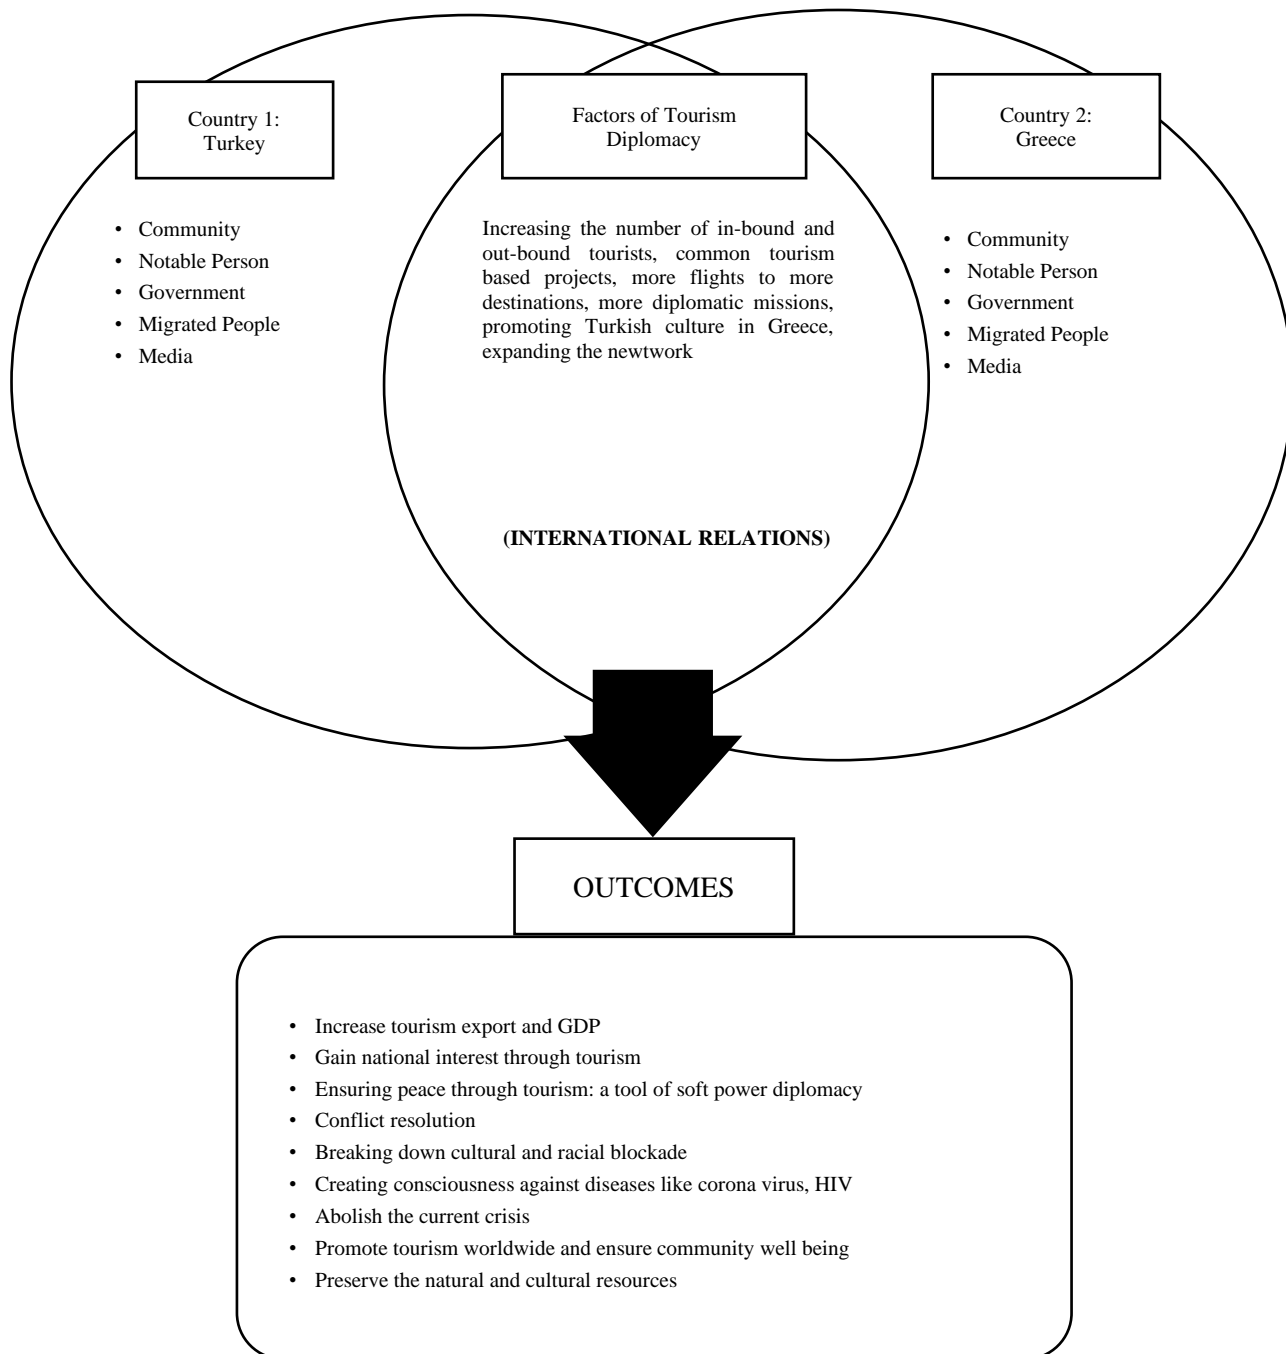 Country 1:
Turkey
• Community
• Notable Person
• Government
• Migrated People
• Media
Factors of Tourism
Diplomacy
Increasing the number of in-bound and
out-bound tourists, common tourism
based projects, more flights to more
destinations, more diplomatic missions,
promoting Turkish culture in Greece,
expanding the newtwork
(INTERNATIONAL RELATIONS)
Country 2:
Greece
• Community
• Notable Person
• Government
• Migrated People
• Media
OUTCOMES
• Increase tourism export and GDP
• Gain national interest through tourism
• Ensuring peace through tourism: a tool of soft power diplomacy
• Conflict resolution
• Breaking down cultural and racial blockade
• Creating consciousness against diseases like corona virus, HIV
• Abolish the current crisis
• Promote tourism worldwide and ensure community well being
• Preserve the natural and cultural resources